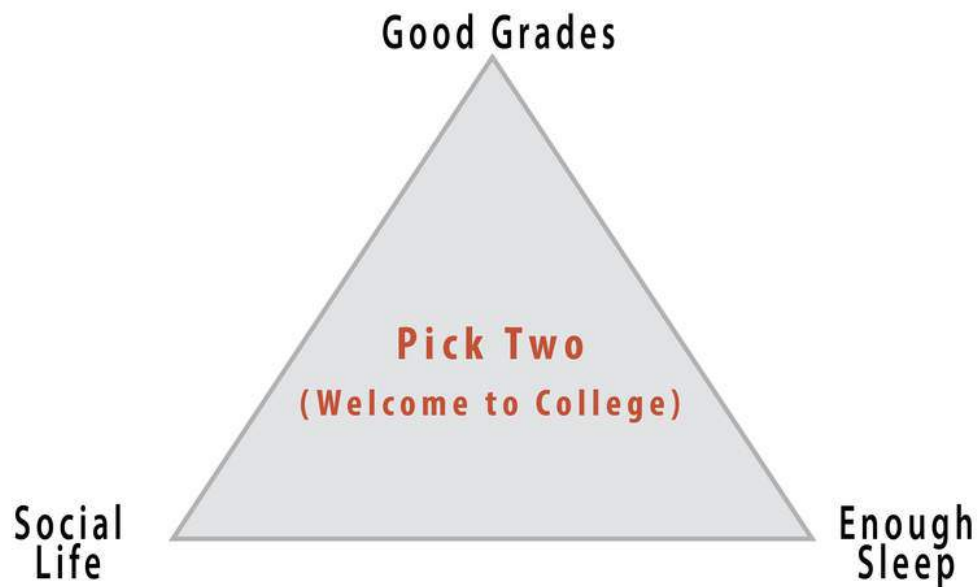 Good Grades
Pick Two
(Welcome to College)
Social
Life
Enough
Sleep